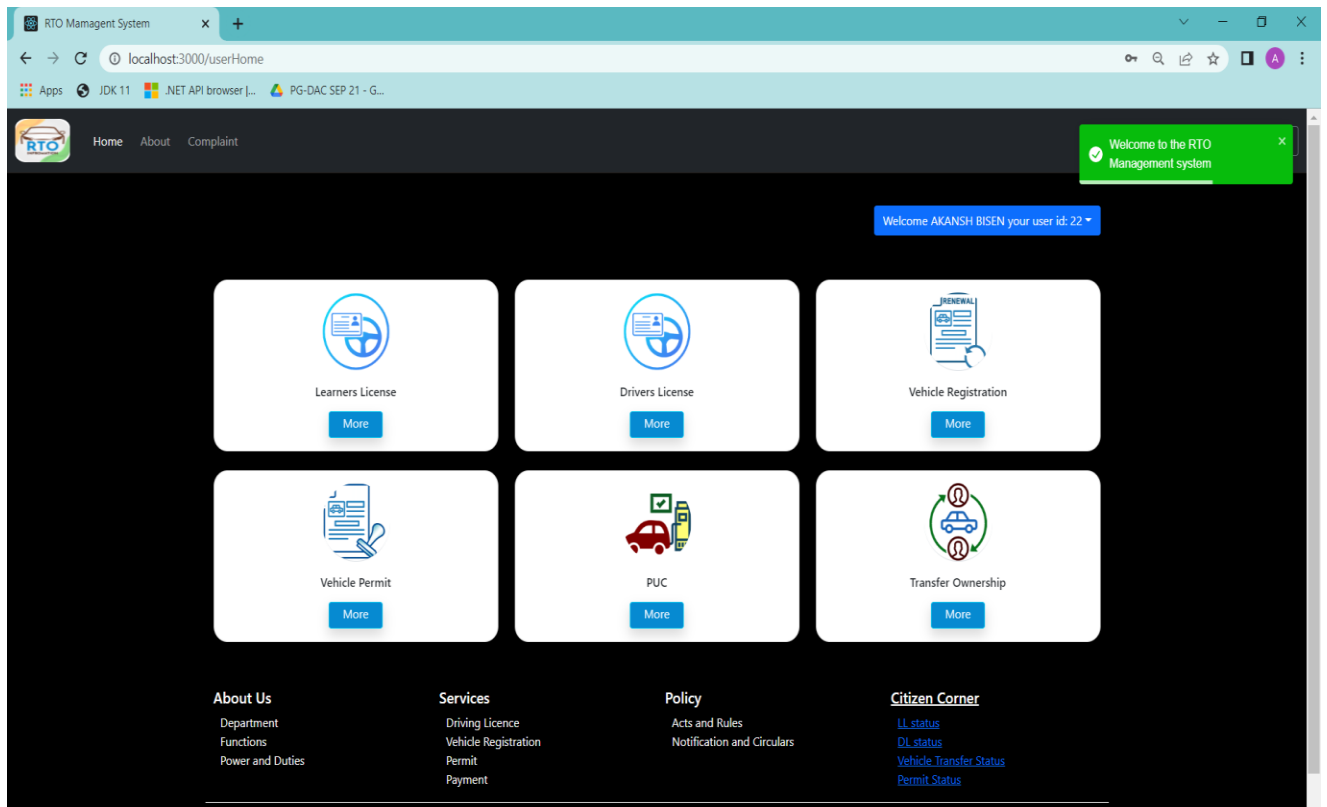 RTO Mamagent System
localhost:3000/userHome
A
Apps
JDK 11
.NET API browser |...
PG-DAC SEP 21 - G...
RTO
Home
About
Complaint
Welcome to the RTO
Management system
x
Welcome AKANSH BISEN your user id: 22
RENEWAL
Learners License
Drivers License
Vehicle Registration
More
More
More
Vehicle Permit
PUC
Transfer Ownership
More
More
More
About Us
Department
Functions
Power and Duties
Services
Driving Licence
Vehicle Registration
Permit
Payment
Policy
Acts and Rules
Notification and Circulars
Citizen Corner
LL status
DL status
Vehicle Transfer Status
Permit Status